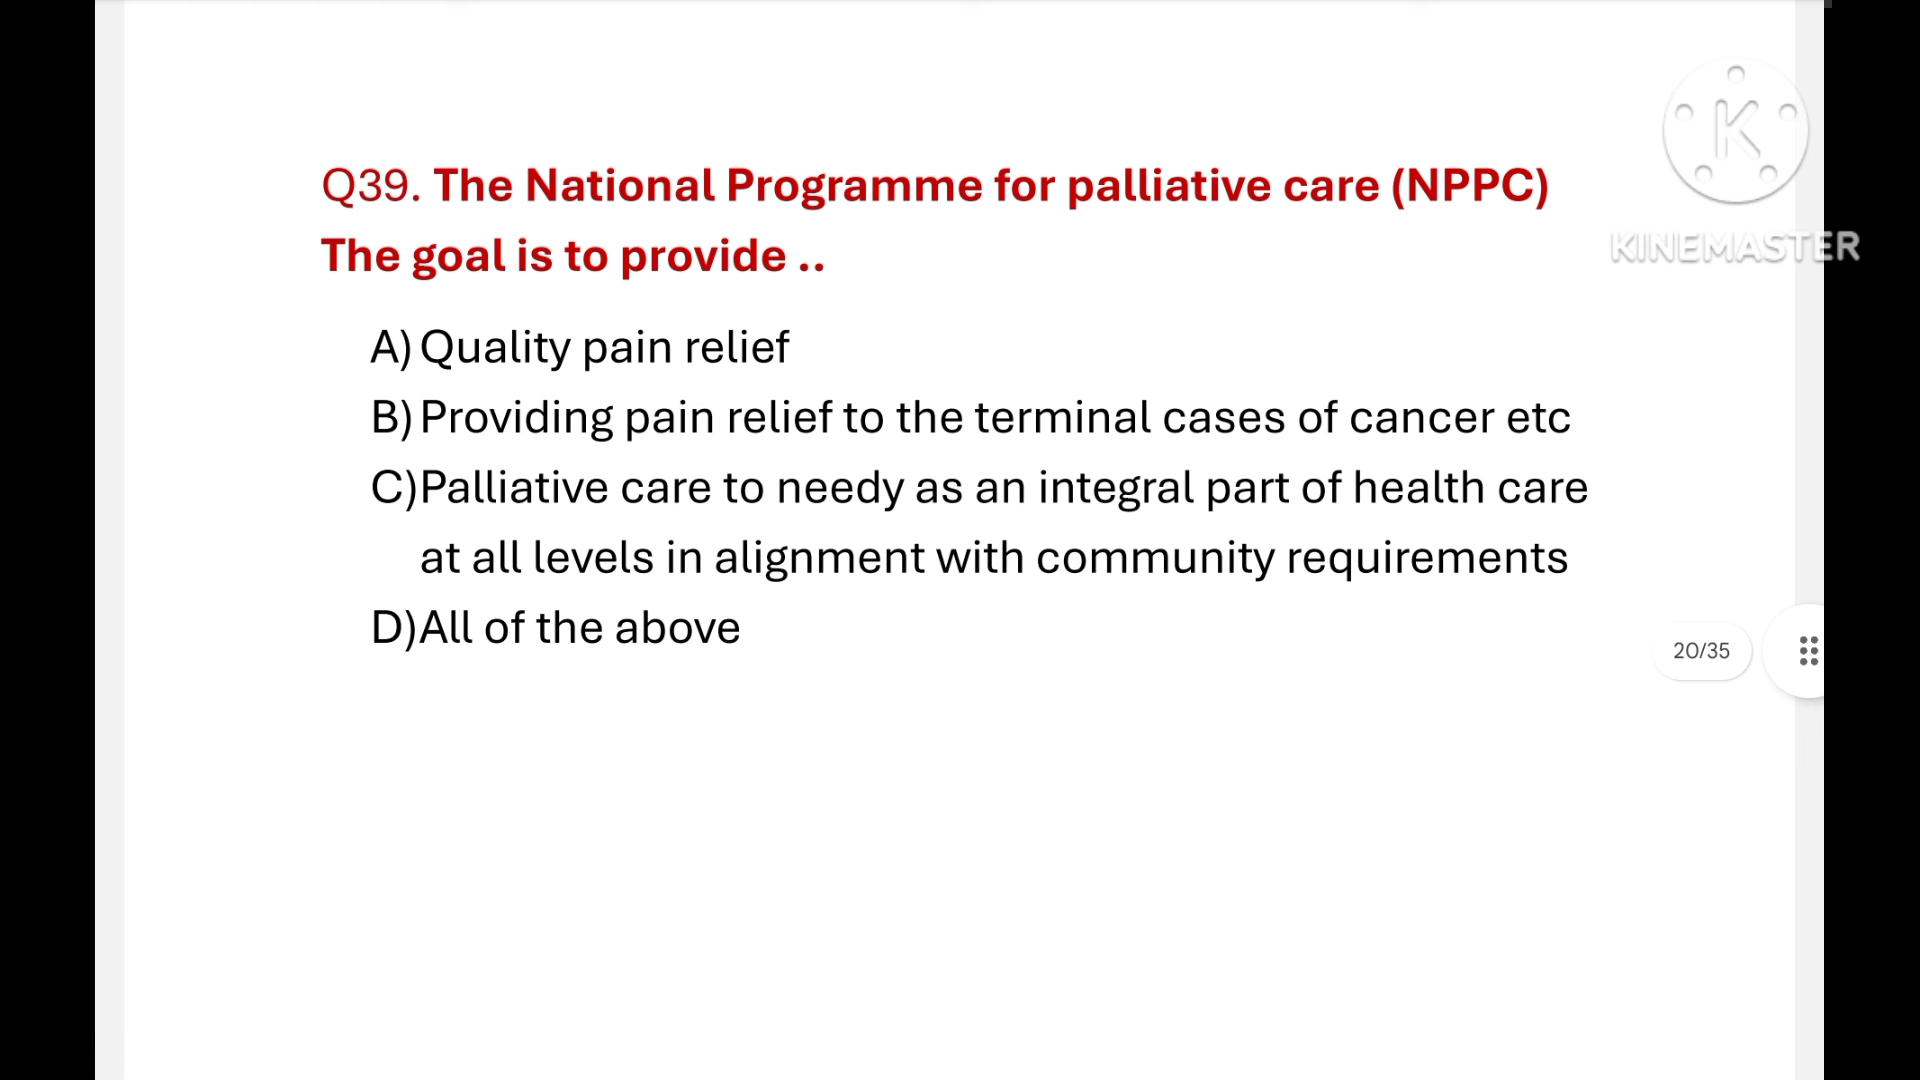 Q39. The National Programme for palliative care (NPPC)
The goal is to provide ..
A) Quality pain relief
B) Providing pain relief to the terminal cases of cancer etc
C)Palliative care to needy as an integral part of health care
at all levels in alignment with community requirements
D)All of the above
K
KINEMASTER
20/35